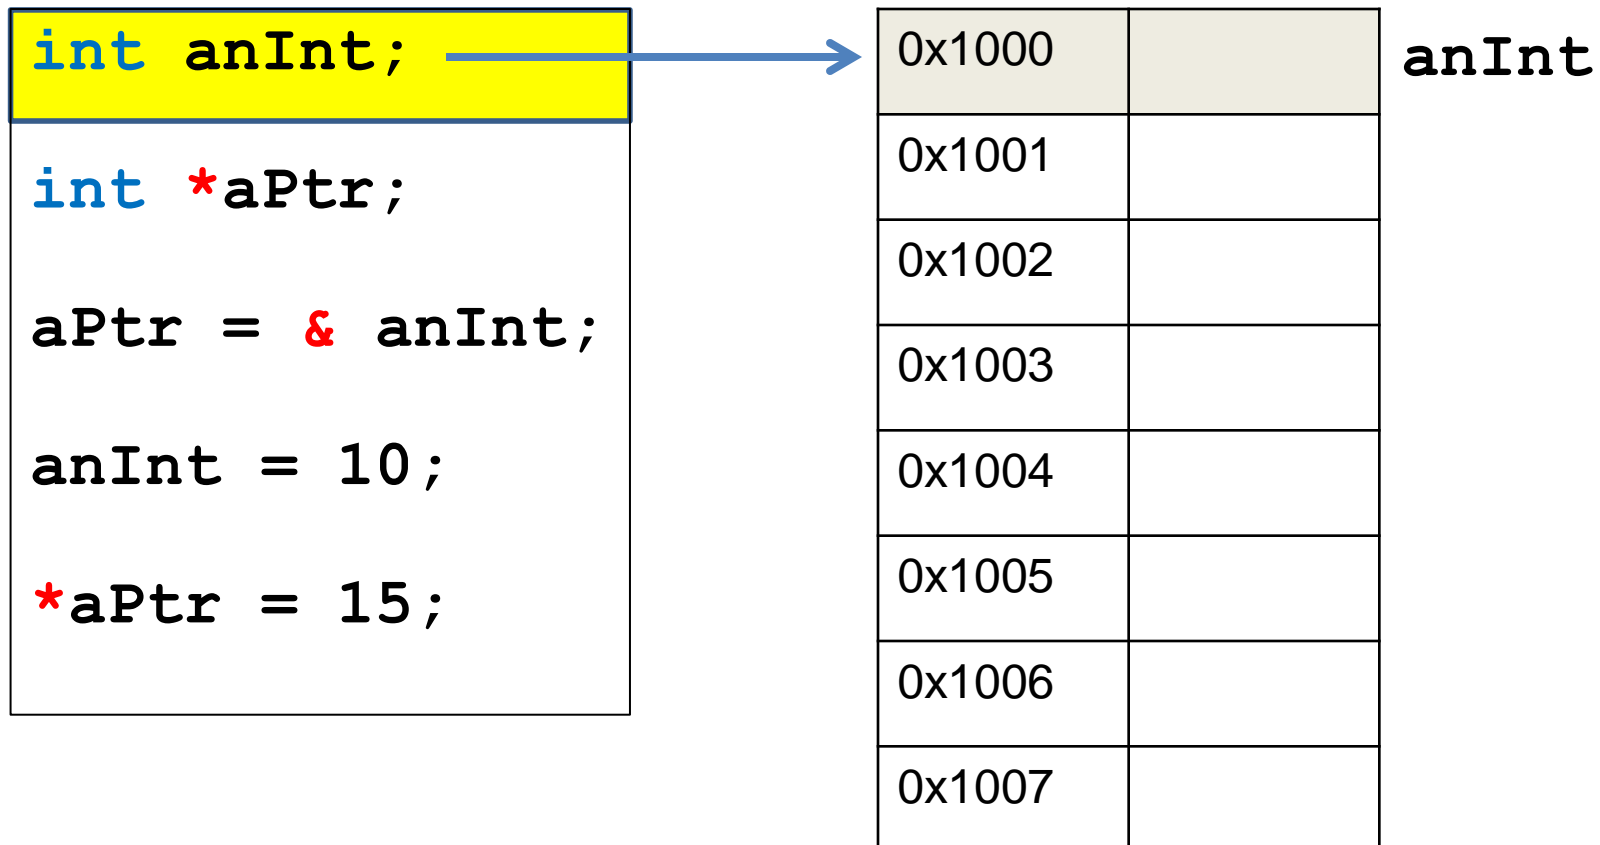 int anInt;
int *aPtr;
aPtr = & anInt;
anInt = 10;
*aPtr = 15;
0x1000 anInt
0x1001
0x1002
0x1003
0x1004
0x1005
0x1006
0x1007